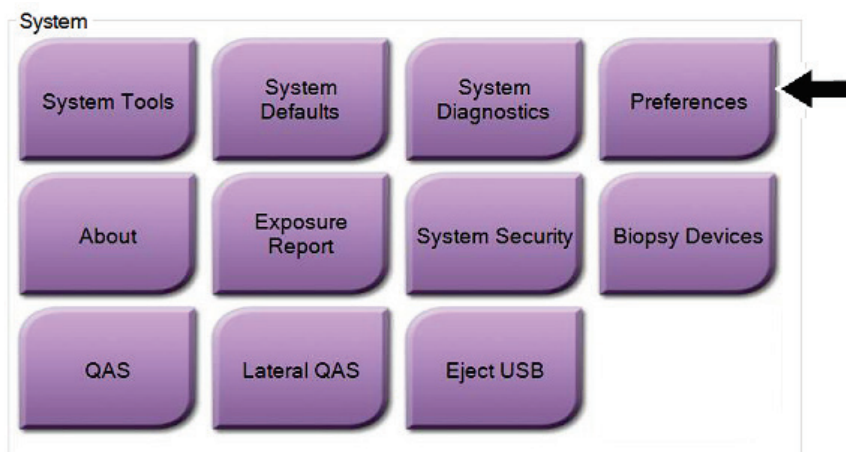 System
System Tools
System
Defaults
System
Diagnostics
Preferences
About
Exposure
Report
System Security
Biopsy Devices
QAS
Lateral QAS
Eject USB